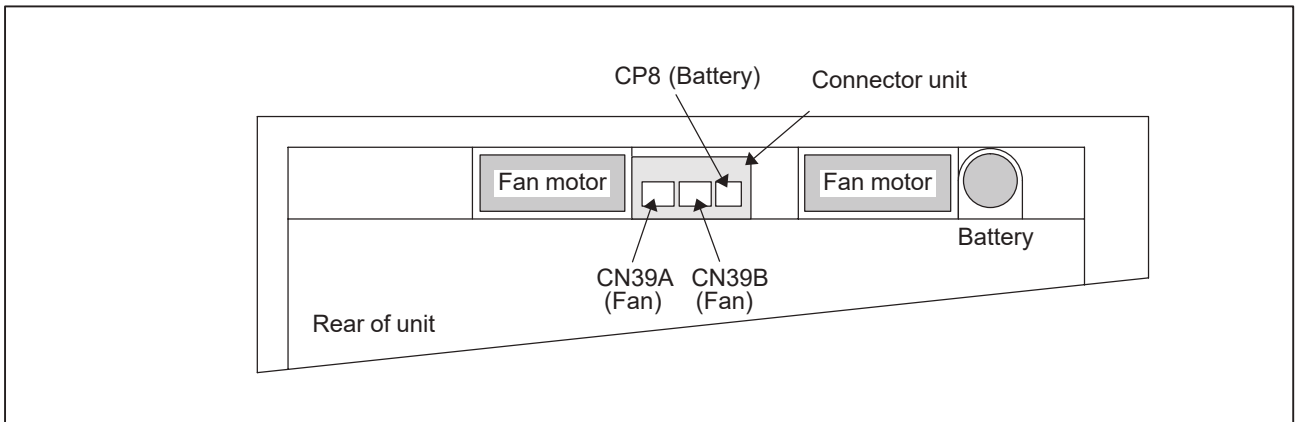 CP8 (Battery)
Connector unit
Fan motor
Fan motor
Battery
CN39A
(Fan)
CN39B
(Fan)
Rear of unit